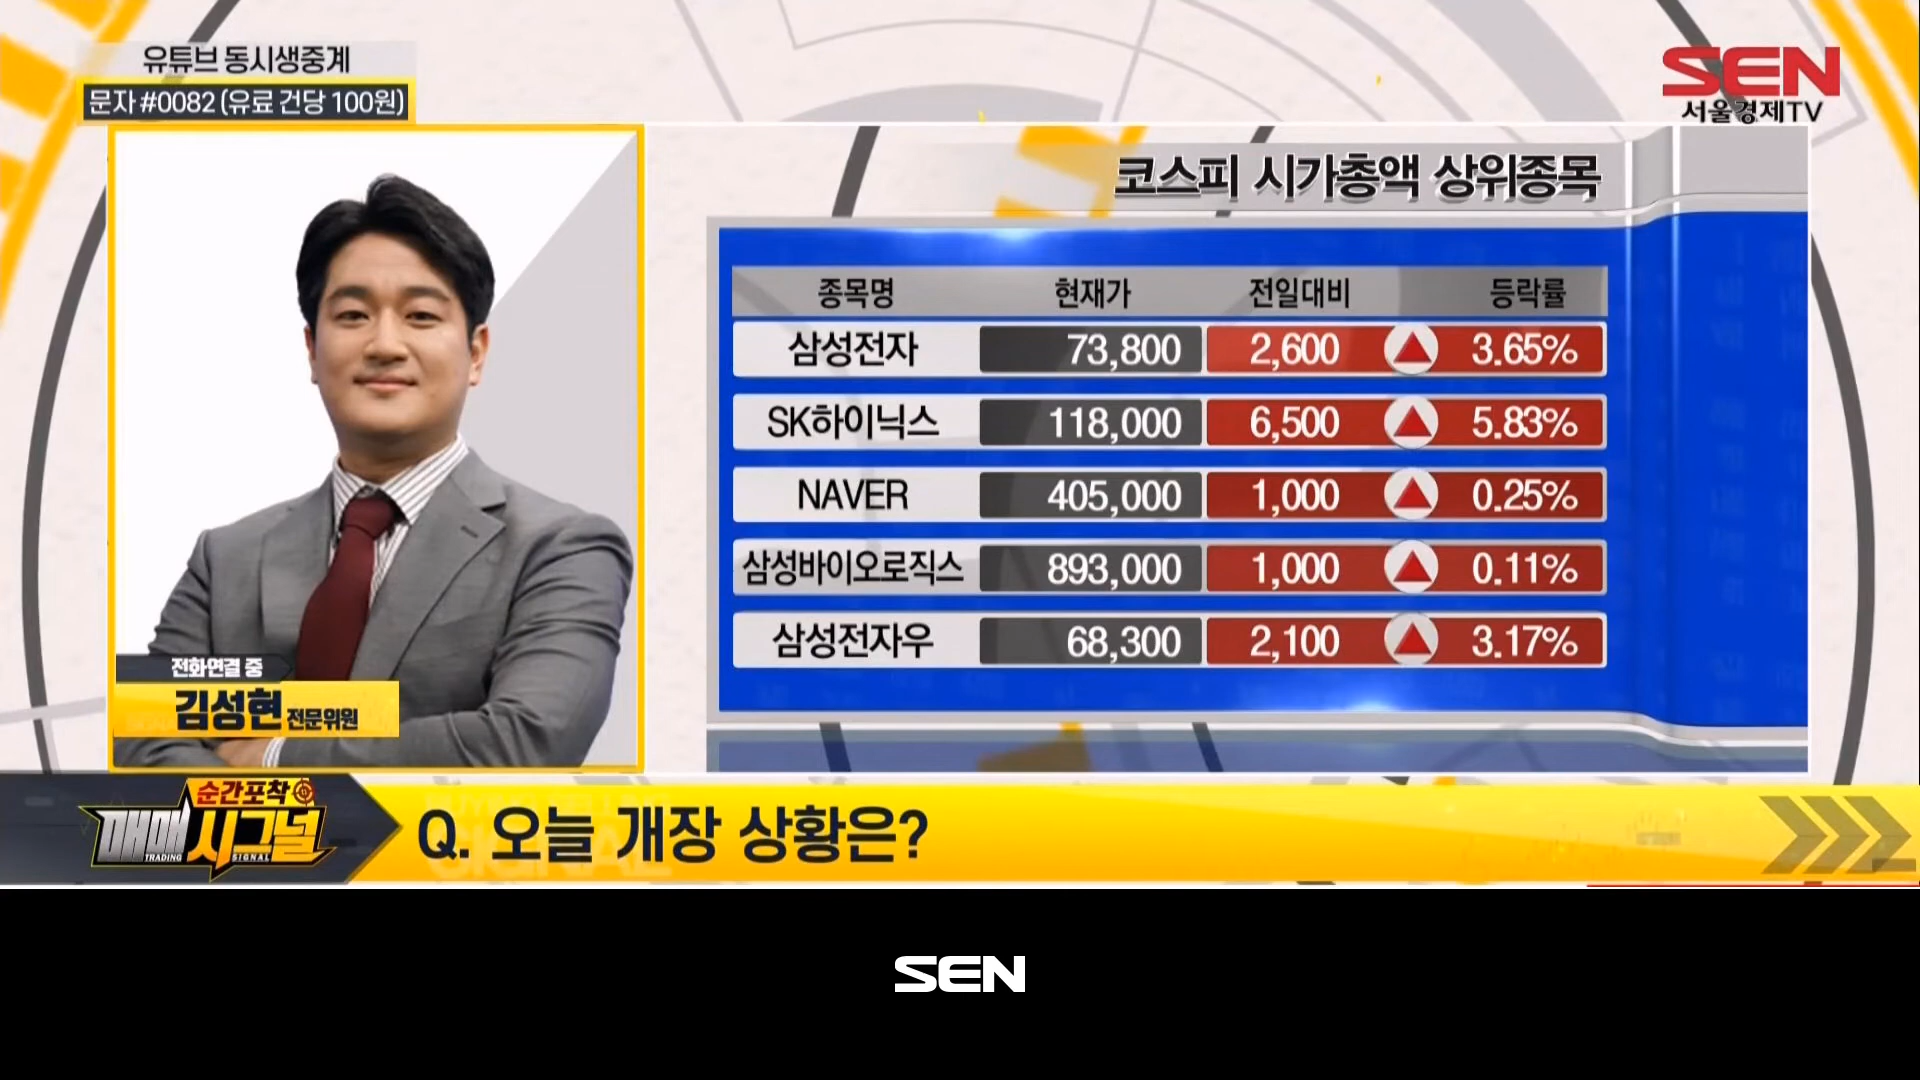 유튜브 동시생중계
문자 #0082 (유료 건당 100원)
SEN
서울경제TV
코스피 시가총액 상위종목
종목명 현재가 전일대비 등락률
삼성전자 73,800 2,600 3.65%
SK하이닉스 118,000 6,500 5.83%
NAVER 405,000 1,000 0.25%
삼성바이오로직스 893,000 1,000 0.11%
삼성전자우 68,300 2,100 3.17%
전화연결 중
김성현 전문위원
순간포착
매매 시그널
TRADING SIGNAL
Q. 오늘 개장 상황은?
SEN